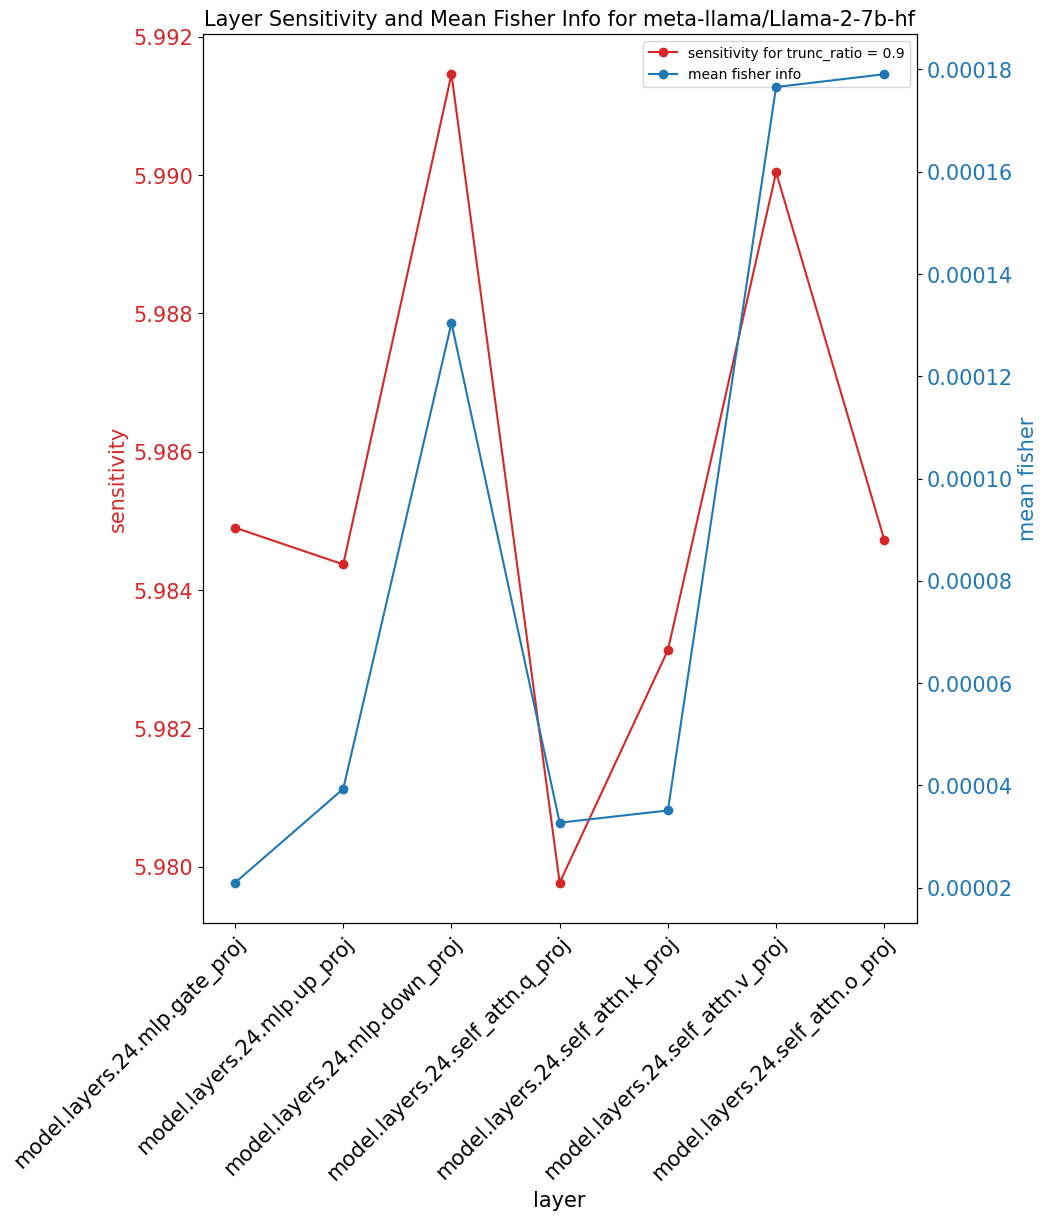 Layer Sensitivity and Mean Fisher Info for meta-llama/Llama-2-7b-hf
sensitivity for trunc_ratio = 0.9
mean fisher info
5.992
5.990
5.988
5.986
5.984
5.982
5.980
sensitivity
0.00018
0.00016
0.00014
0.00012
0.00010
0.00008
0.00006
0.00004
0.00002
mean fisher
model.layers.24.mlp.gate_proj
model.layers.24.mlp.up_proj
model.layers.24.mlp.down_proj
model.layers.24.self_attn.q_proj
model.layers.24.self_attn.k_proj
model.layers.24.self_attn.v_proj
model.layers.24.self_attn.o_proj
layer